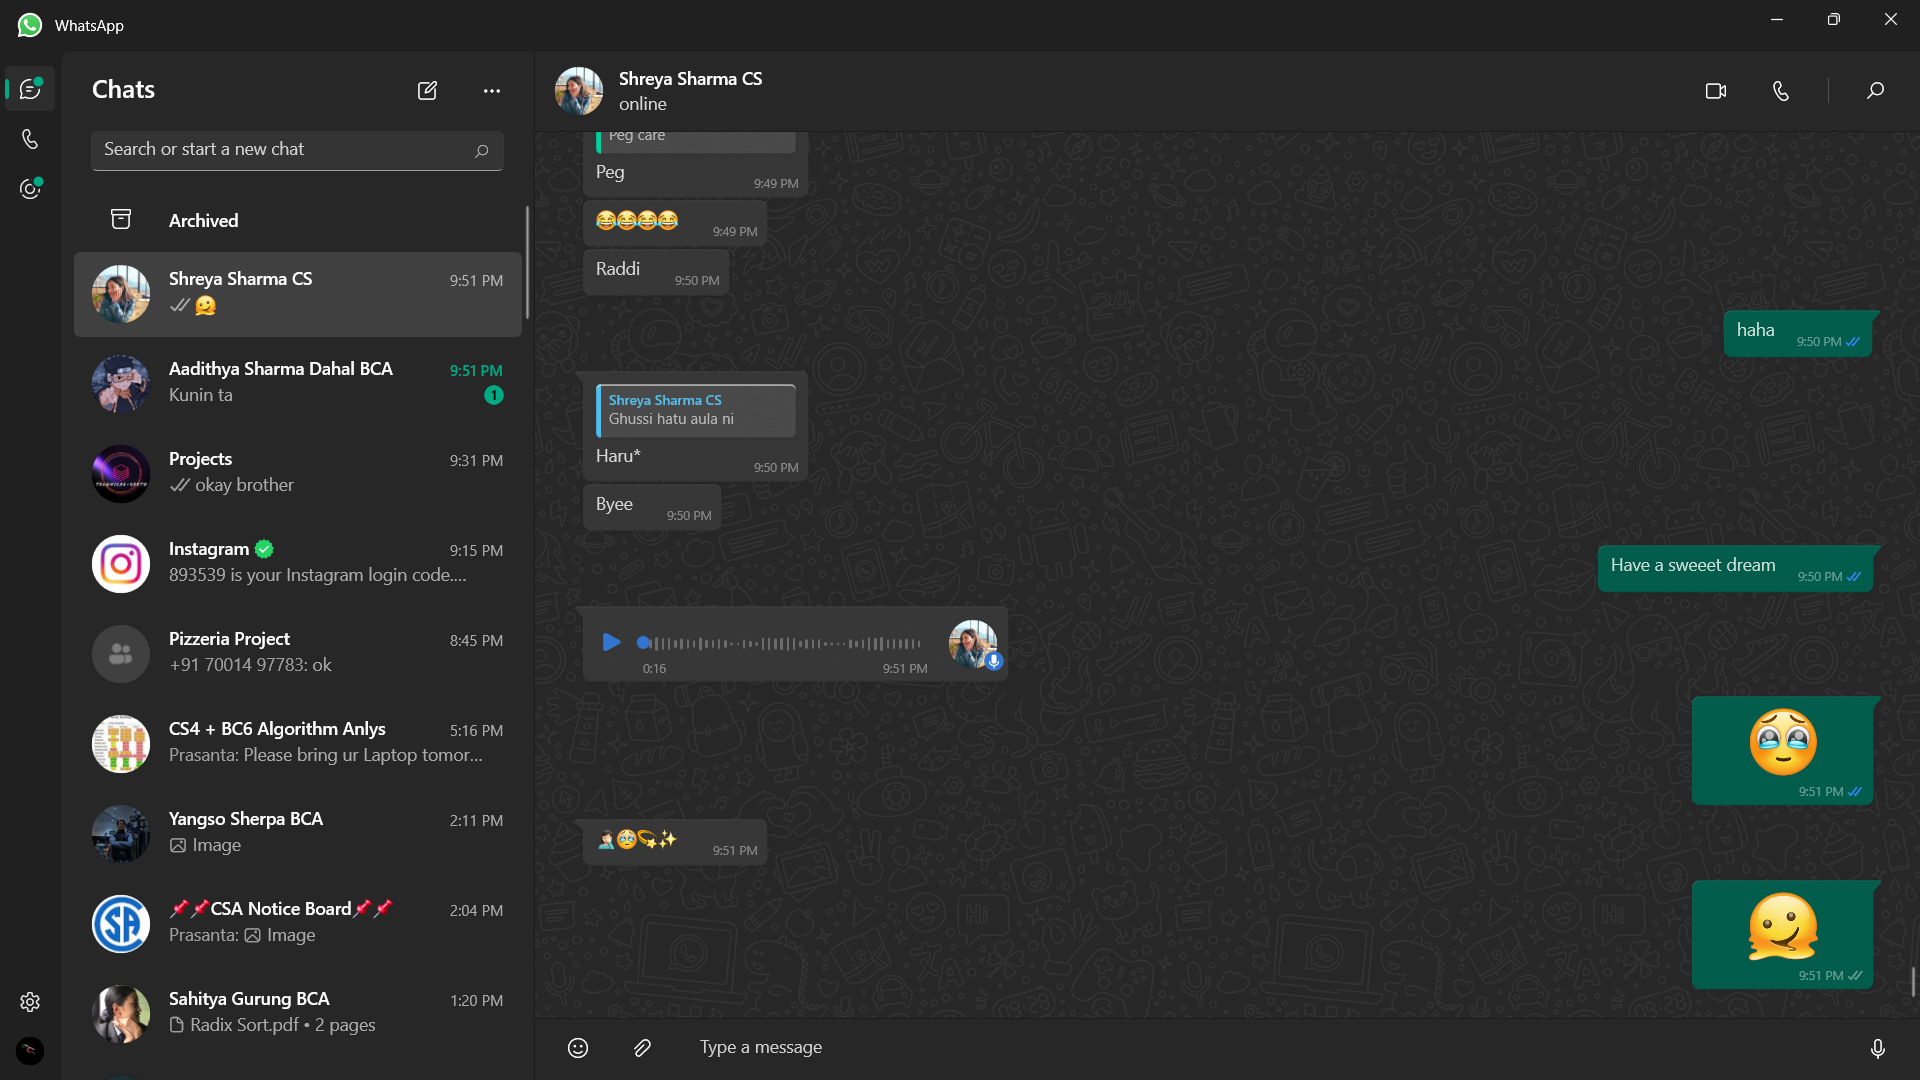 WhatsApp
Chats
Search or start a new chat
Archived
Shreya Sharma CS
9:51 PM
🫠
Aadithya Sharma Dahal BCA
9:51 PM
Kunin ta
1
Projects
9:31 PM
okay brother
Instagram
9:15 PM
893539 is your Instagram login code....
Pizzeria Project
8:45 PM
+91 70014 97783: ok
CS4 + BC6 Algorithm Anlys
5:16 PM
Prasanta: Please bring ur Laptop tomor...
Yangso Sherpa BCA
2:11 PM
Image
📌📌CSA Notice Board📌📌
2:04 PM
Prasanta: Image
Sahitya Gurung BCA
1:20 PM
Radix Sort.pdf • 2 pages
Shreya Sharma CS
online
Peg care
Peg
9:49 PM
😂😂😂😂
9:49 PM
Raddi
9:50 PM
haha
9:50 PM
Shreya Sharma CS
Ghussi hatu aula ni
Haru*
9:50 PM
Byee
9:50 PM
Have a sweeet dream
9:50 PM
0:16
9:51 PM
🥹
9:51 PM
🤦🏻‍♀️🥹💫✨
9:51 PM
🫠
9:51 PM
Type a message